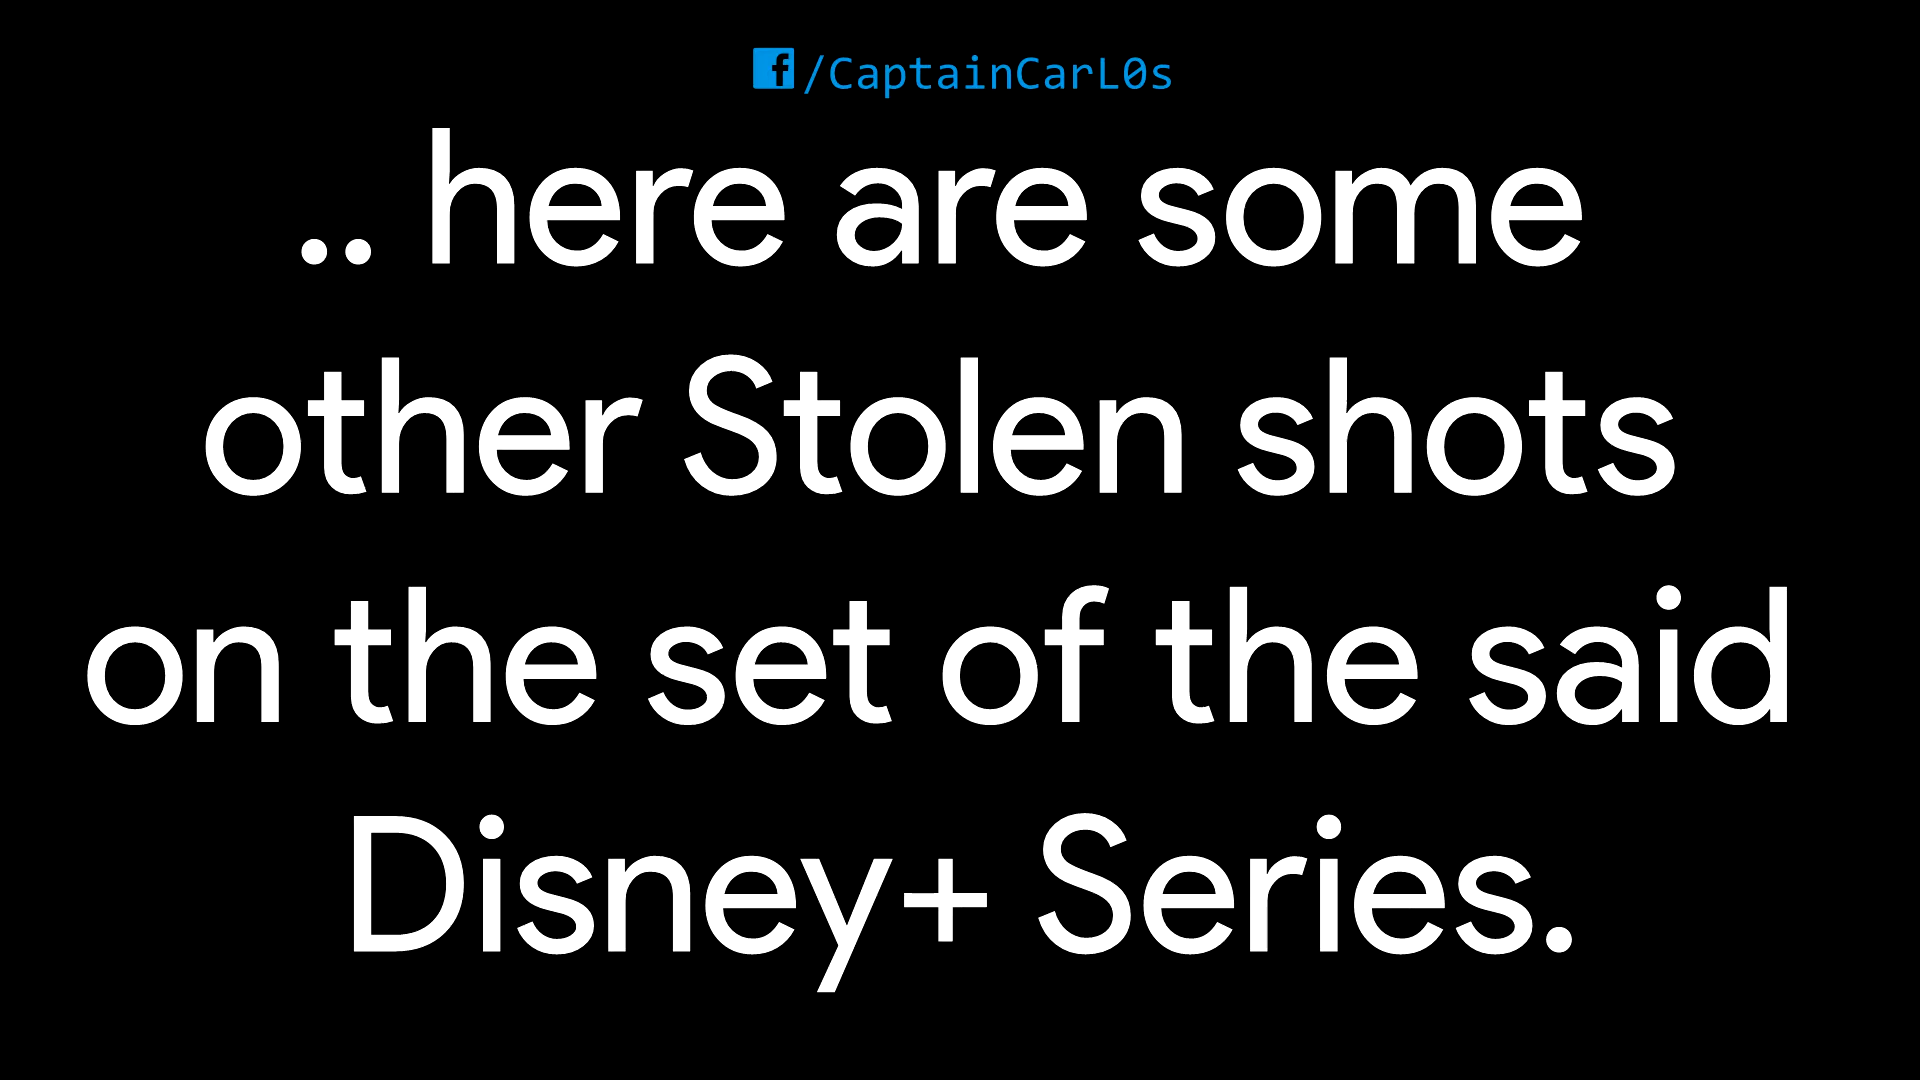 /CaptainCarL0s
.. here are some
other Stolen shots
on the set of the said
Disney+ Series.